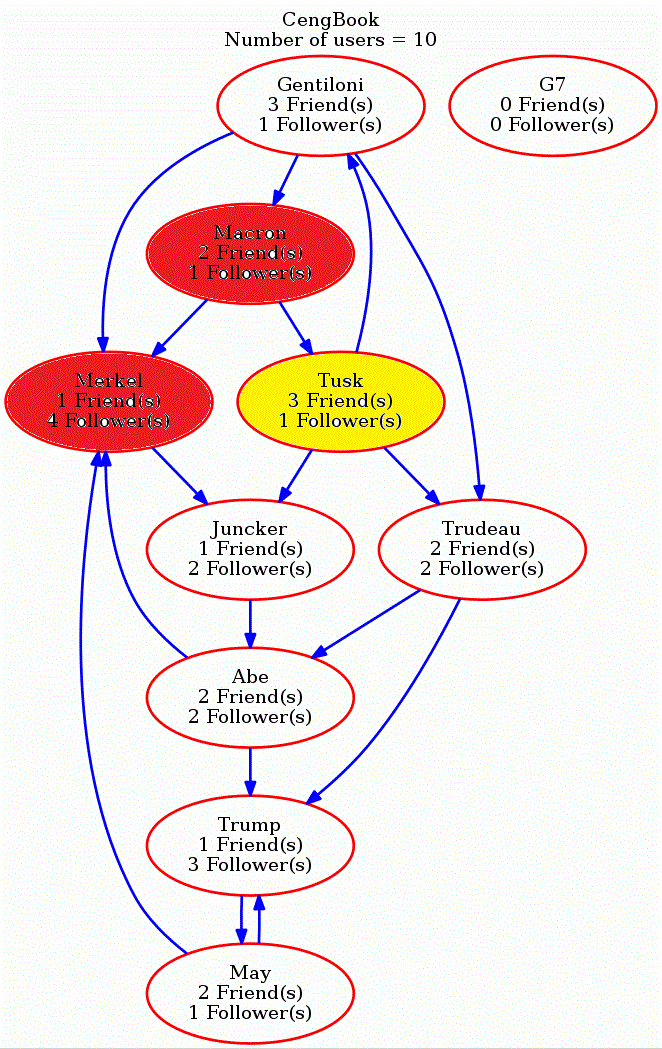 CengBook
Number of users = 10
Gentiloni
3 Friend(s)
1 Follower(s)
G7
0 Friend(s)
0 Follower(s)
Macron
2 Friend(s)
1 Follower(s)
Merkel
1 Friend(s)
4 Follower(s)
Tusk
3 Friend(s)
1 Follower(s)
Juncker
1 Friend(s)
2 Follower(s)
Trudeau
2 Friend(s)
2 Follower(s)
Abe
2 Friend(s)
2 Follower(s)
Trump
1 Friend(s)
3 Follower(s)
May
2 Friend(s)
1 Follower(s)